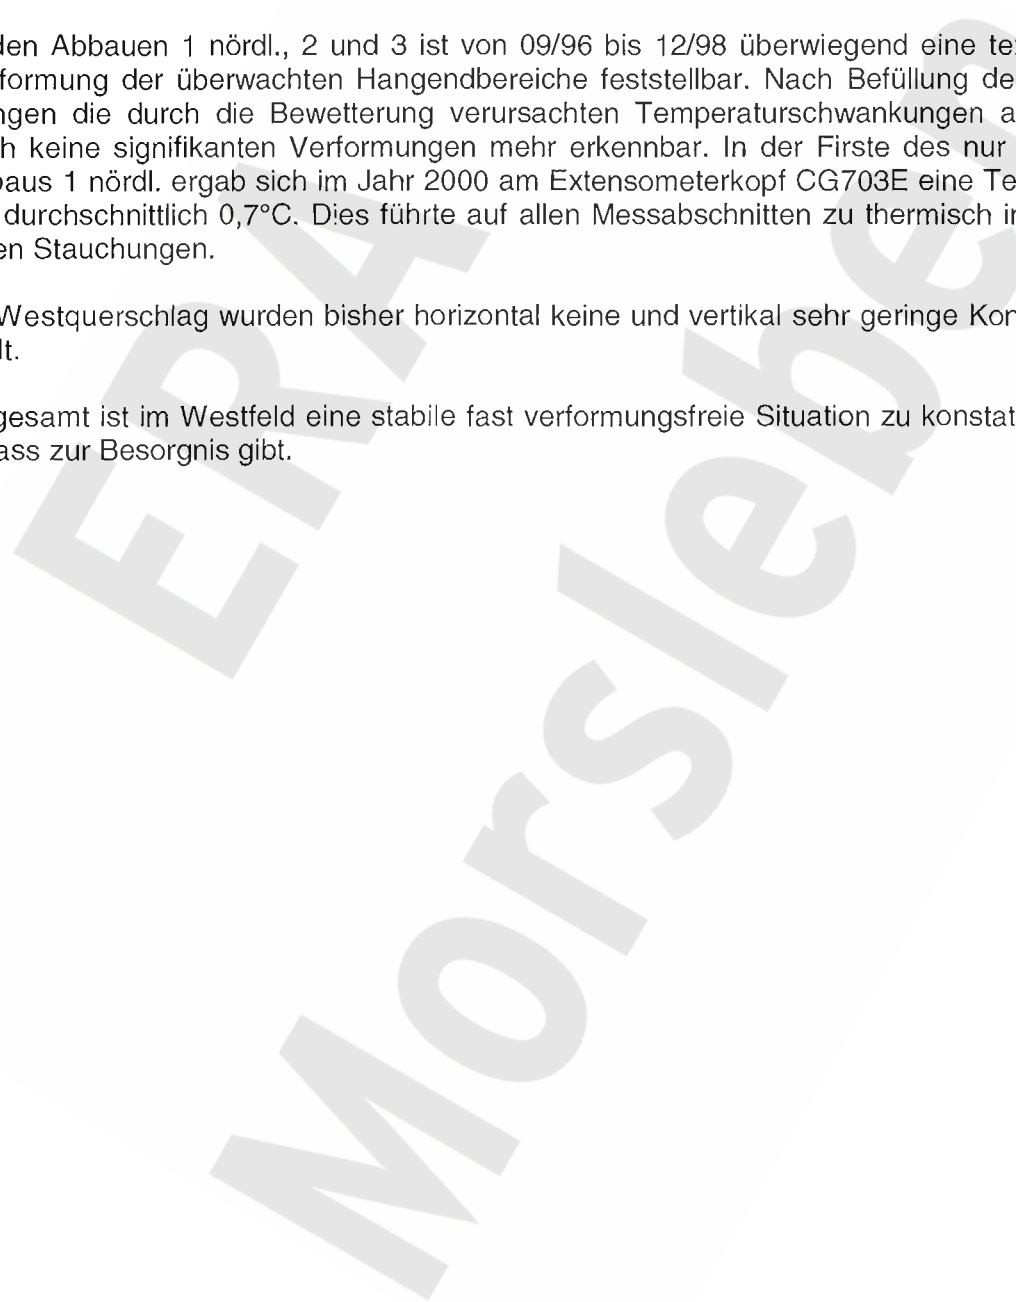 den Abbauen 1 nördl., 2 und 3 ist von 09/96 bis 12/98 überwiegend eine te
formung der überwachten Hangendbereiche feststellbar. Nach Befüllung de
ngen die durch die Bewetterung verursachten Temperaturschwankungen a
h keine signifikanten Verformungen mehr erkennbar. In der Firste des nur
baus 1 nördl. ergab sich im Jahr 2000 am Extensometerkopf CG703E eine Te
durchschnittlich 0,7°C. Dies führte auf allen Messabschnitten zu thermisch in
en Stauchungen.
Westquerschlag wurden bisher horizontal keine und vertikal sehr geringe Kon
lt.
gesamt ist im Westfeld eine stabile fast verformungsfreie Situation zu konstat
ass zur Besorgnis gibt.
ERA
Morsleben